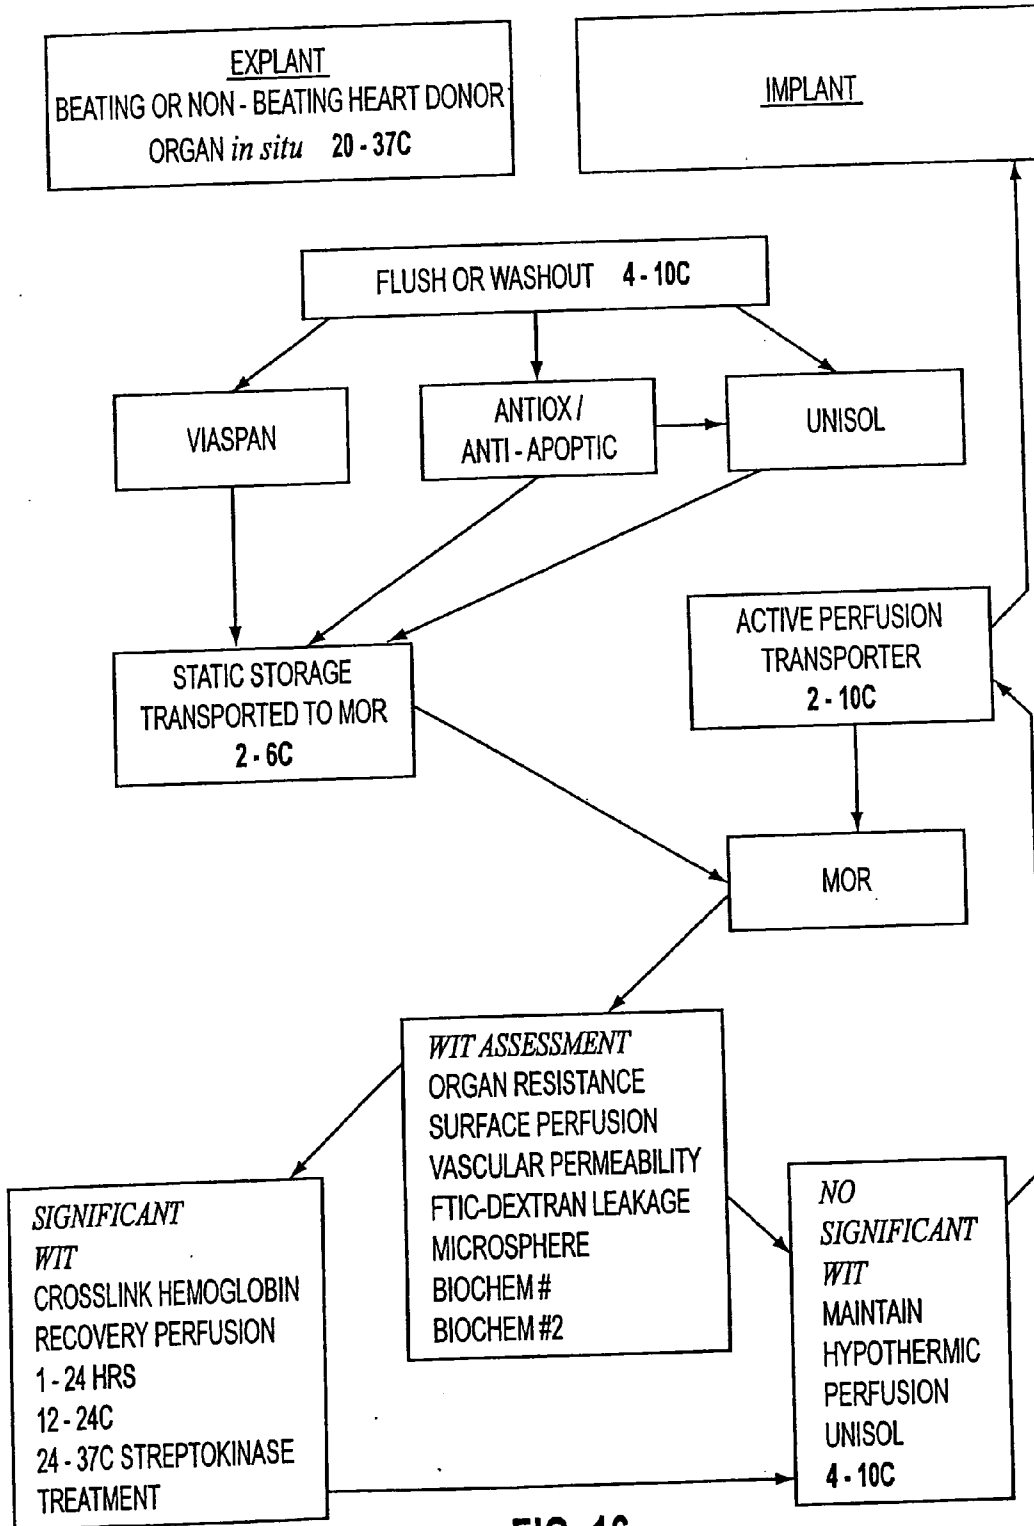 EXPLANT
BEATING OR NON - BEATING HEART DONOR
ORGAN in situ 20 - 37C
IMPLANT
FLUSH OR WASHOUT 4 - 10C
VIASPAN
ANTIOX /
ANTI - APOPTIC
UNISOL
STATIC STORAGE
TRANSPORTED TO MOR
2 - 6C
ACTIVE PERFUSION
TRANSPORTER
2 - 10C
MOR
WIT ASSESSMENT
ORGAN RESISTANCE
SURFACE PERFUSION
VASCULAR PERMEABILITY
FTIC-DEXTRAN LEAKAGE
MICROSPHERE
BIOCHEM #
BIOCHEM #2
SIGNIFICANT
WIT
CROSSLINK HEMOGLOBIN
RECOVERY PERFUSION
1 - 24 HRS
12 - 24C
24 - 37C STREPTOKINASE
TREATMENT
NO
SIGNIFICANT
WIT
MAINTAIN
HYPOTHERMIC
PERFUSION
UNISOL
4 - 10C